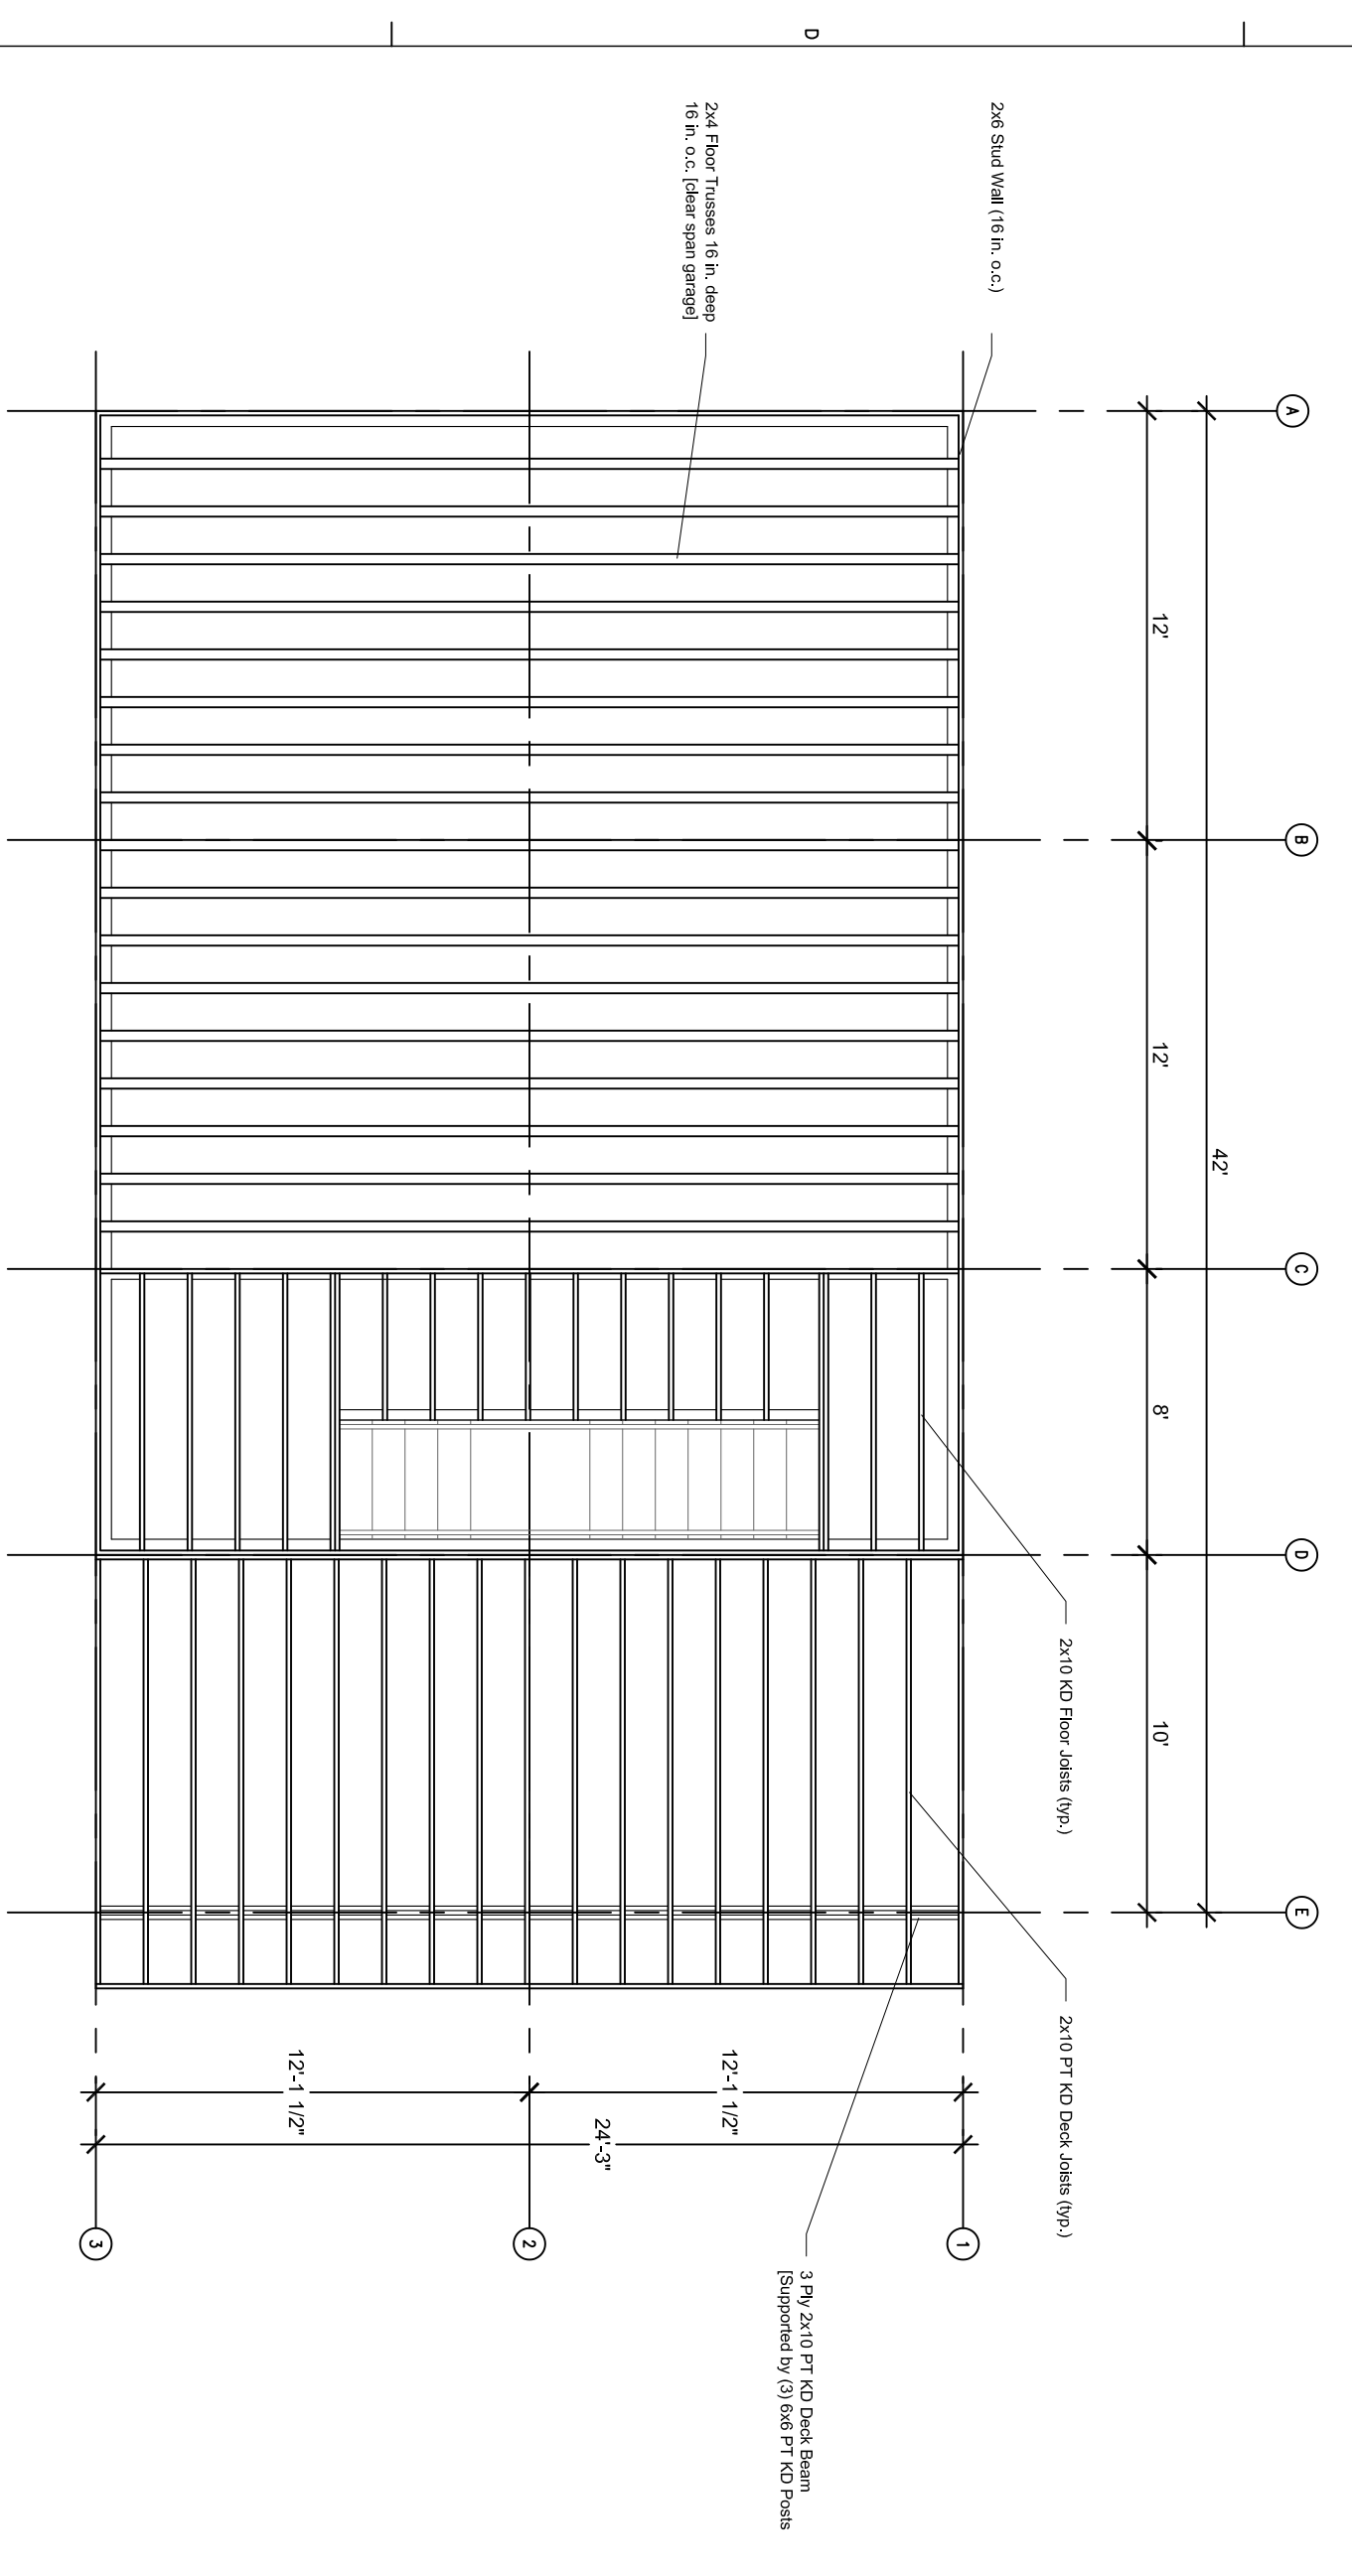 D
2x6 Stud Wall (16 in. o.c.)
2x4 Floor Trusses 16 in. deep
16 in. o.c. [clear span garage]
A
B
C
D
E
42'
12'
12'
8'
10'
2x10 KD Floor Joists (typ.)
2x10 PT KD Deck Joists (typ.)
3 Ply 2x10 PT KD Deck Beam
[Supported by (3) 6x6 PT KD Posts
12'-1 1/2"
12'-1 1/2"
24'-3"
1
2
3